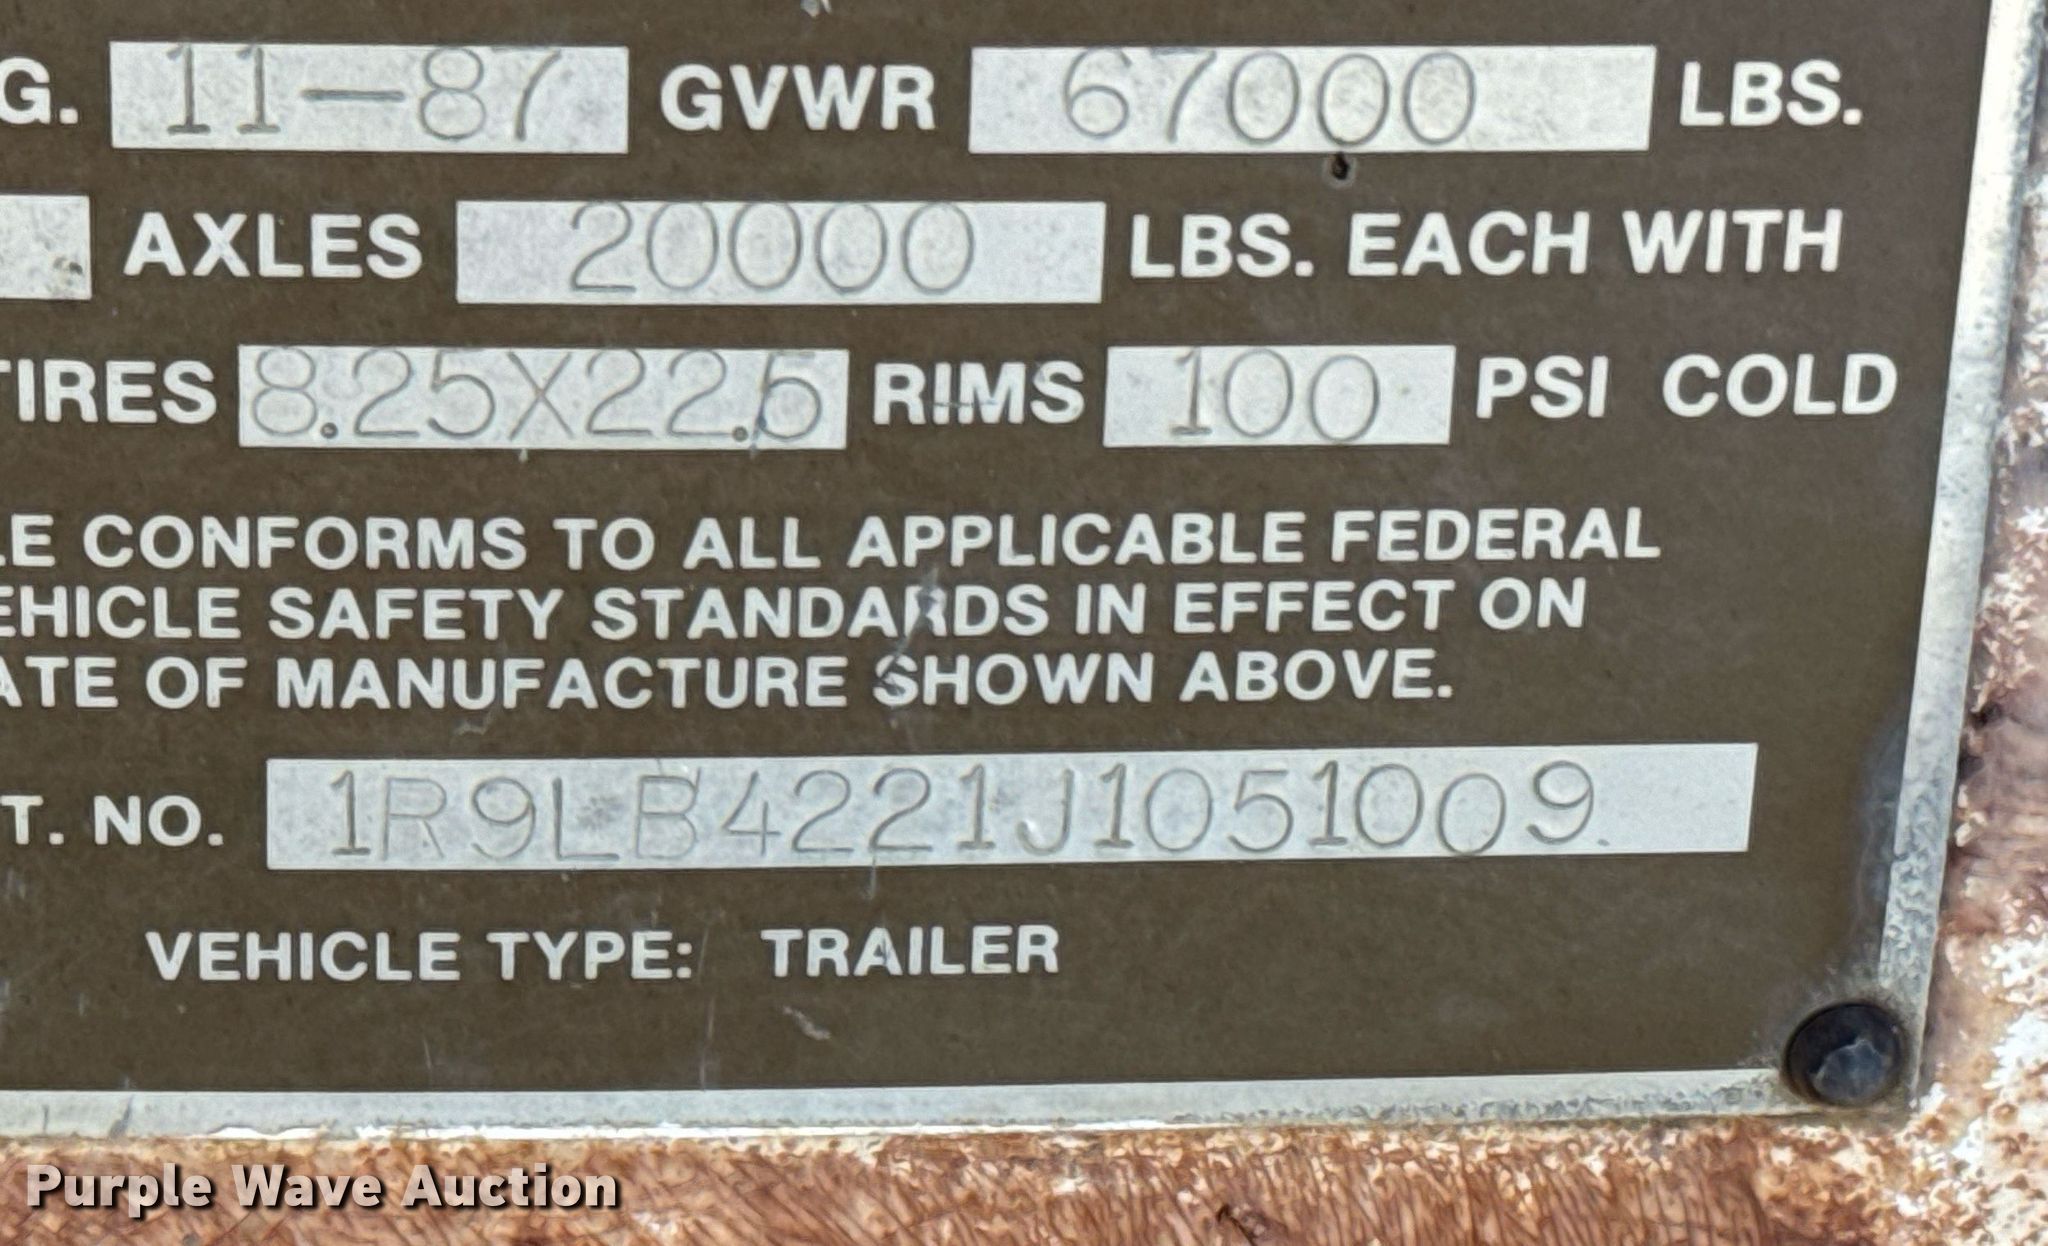 G. 11-87 GVWR 67000 LBS.
AXLES 20000 LBS. EACH WITH
TIRES 8.25X22.5 RIMS 100 PSI COLD
LE CONFORMS TO ALL APPLICABLE FEDERAL
EHICLE SAFETY STANDARDS IN EFFECT ON
ATE OF MANUFACTURE SHOWN ABOVE.
T. NO. 1R9LB4221J1051009
VEHICLE TYPE: TRAILER
Purple Wave Auction